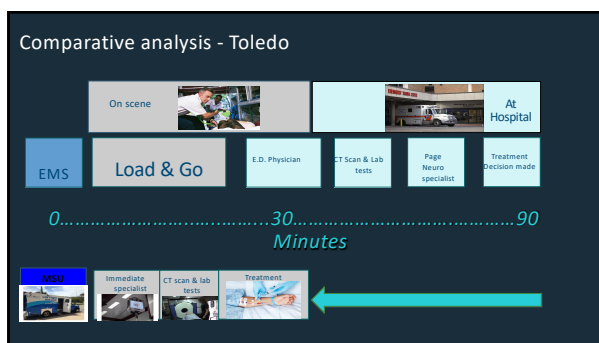 Comparative analysis - Toledo
On scene
At
Hospital
EMS
Load & Go
E.D. Physician
CT Scan & Lab
tests
Page
Neuro
specialist
Treatment
Decision made
0…………………………..…...30……………………….…….……90
Minutes
MSU
Immediate
specialist
CT scan & lab
tests
Treatment